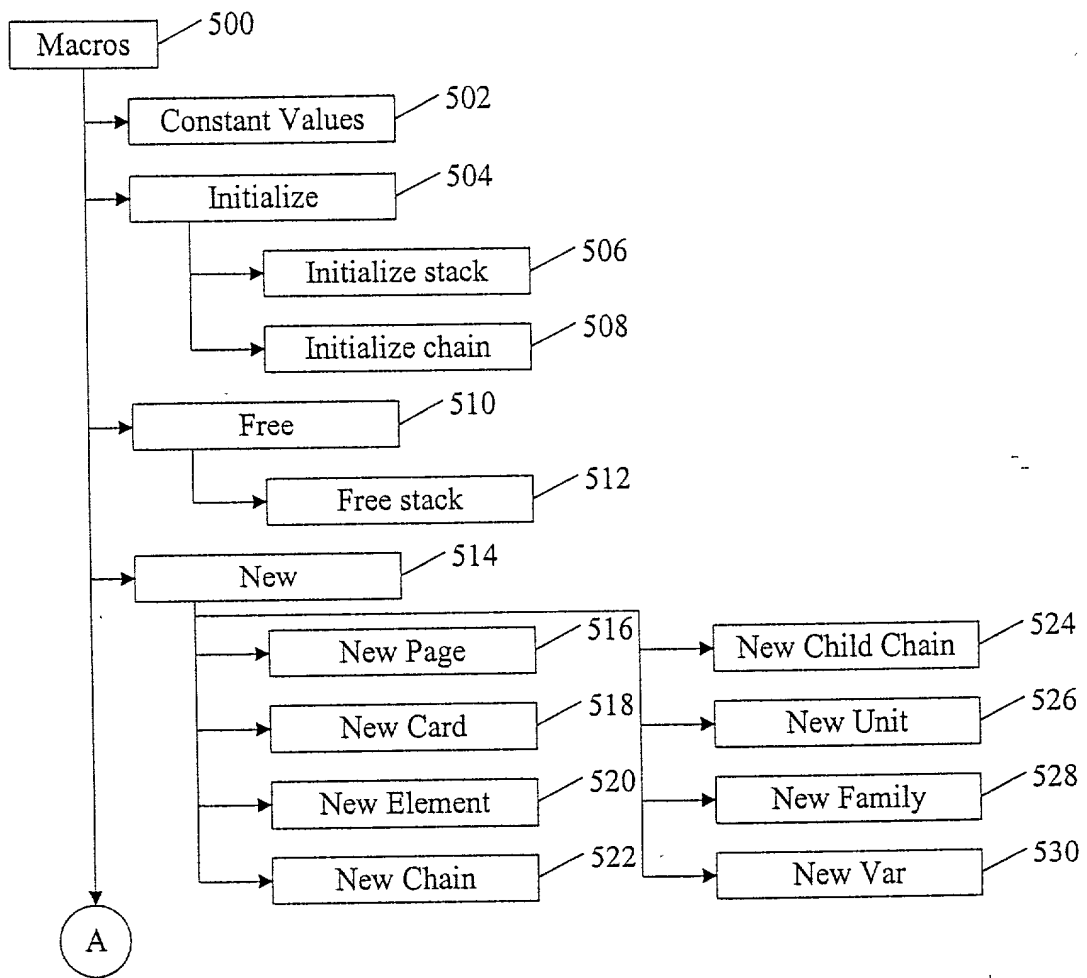 Macros 500
Constant Values 502
Initialize 504
Initialize stack 506
Initialize chain 508
Free 510
Free stack 512
New 514
New Page 516
New Card 518
New Element 520
New Chain 522
New Child Chain 524
New Unit 526
New Family 528
New Var 530
A